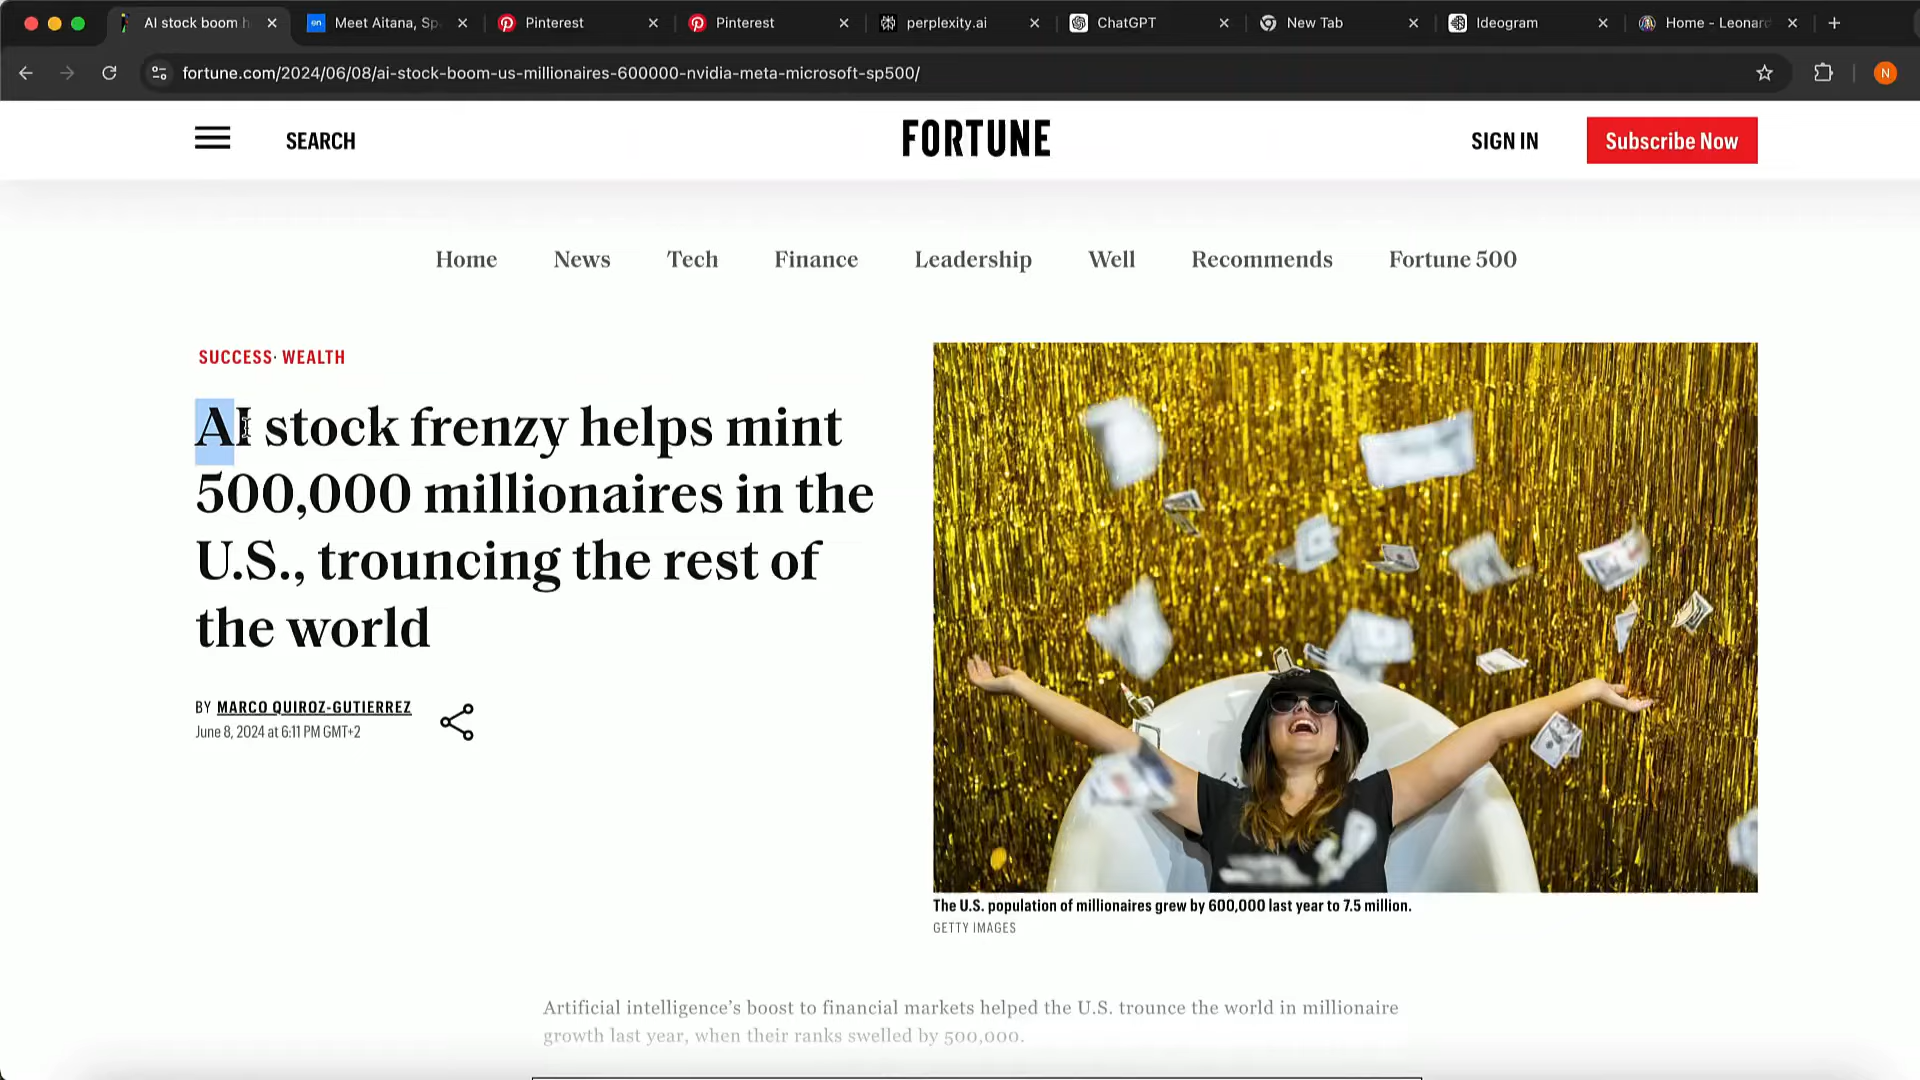 AI stock boom h
Meet Aitana, Sp
Pinterest
Pinterest
perplexity.ai
ChatGPT
New Tab
Ideogram
Home - Leonard
fortune.com/2024/06/08/ai-stock-boom-us-millionaires-600000-nvidia-meta-microsoft-sp500/
N
SEARCH
FORTUNE
SIGN IN
Subscribe Now
Home
News
Tech
Finance
Leadership
Well
Recommends
Fortune 500
SUCCESS· WEALTH
AI stock frenzy helps mint
500,000 millionaires in the
U.S., trouncing the rest of
the world
BY MARCO QUIROZ-GUTIERREZ
June 8, 2024 at 6:11 PM GMT+2
The U.S. population of millionaires grew by 600,000 last year to 7.5 million.
GETTY IMAGES
Artificial intelligence’s boost to financial markets helped the U.S. trounce the world in millionaire
growth last year, when their ranks swelled by 500,000.